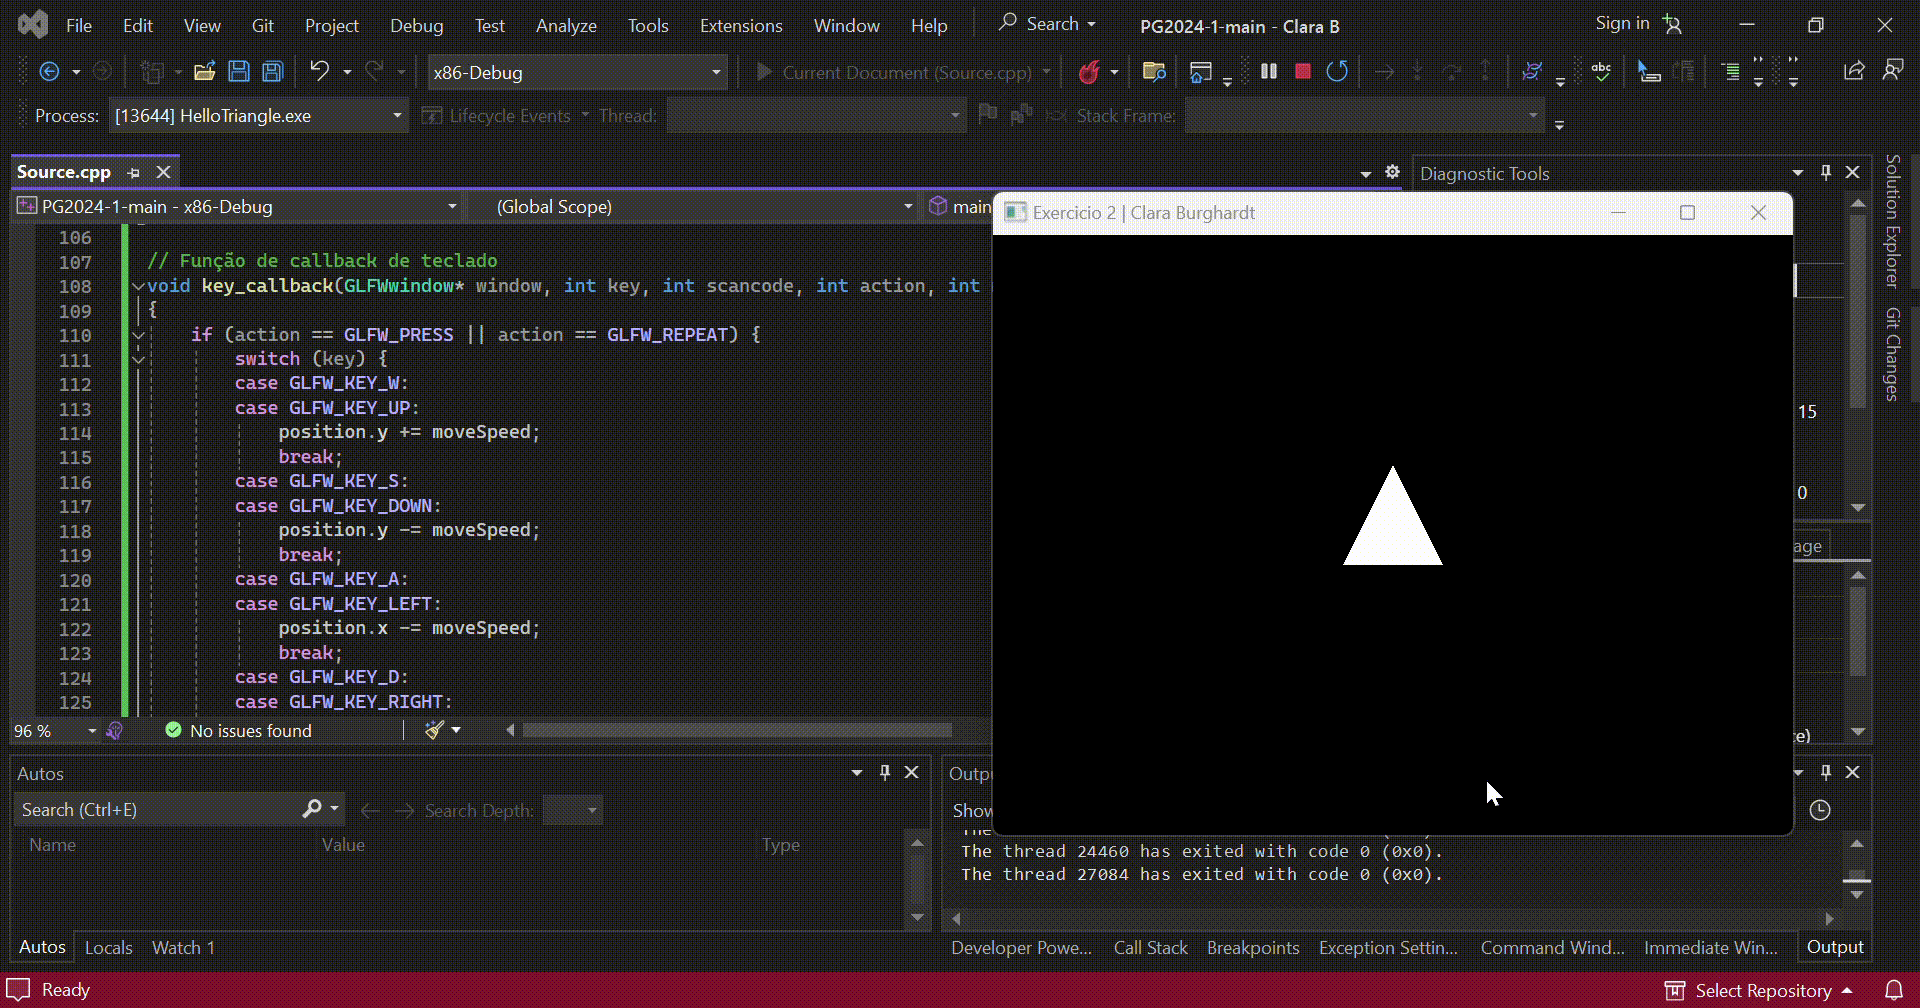 File Edit View Git Project Debug Test Analyze Tools Extensions Window Help Search PG2024-1-main - Clara B Sign in
x86-Debug Current Document (Source.cpp)
Process: [13644] HelloTriangle.exe Lifecycle Events Thread: Stack Frame:
Source.cpp
Diagnostic Tools
PG2024-1-main - x86-Debug (Global Scope) main
Exercicio 2 | Clara Burghardt
106
107 // Função de callback de teclado
108 void key_callback(GLFWwindow* window, int key, int scancode, int action, int
109 {
110 if (action == GLFW_PRESS || action == GLFW_REPEAT) {
111 switch (key) {
112 case GLFW_KEY_W:
113 case GLFW_KEY_UP:
114 position.y += moveSpeed;
115 break;
116 case GLFW_KEY_S:
117 case GLFW_KEY_DOWN:
118 position.y -= moveSpeed;
119 break;
120 case GLFW_KEY_A:
121 case GLFW_KEY_LEFT:
122 position.x -= moveSpeed;
123 break;
124 case GLFW_KEY_D:
125 case GLFW_KEY_RIGHT:
15
0
age
Solution Explorer
Git Changes
96 % No issues found
Autos
Search (Ctrl+E) Search Depth:
Name Value Type
Autos Locals Watch 1
Outp
Show
The thread 24460 has exited with code 0 (0x0).
The thread 27084 has exited with code 0 (0x0).
Developer Powe... Call Stack Breakpoints Exception Settin... Command Wind... Immediate Win... Output
Ready Select Repository